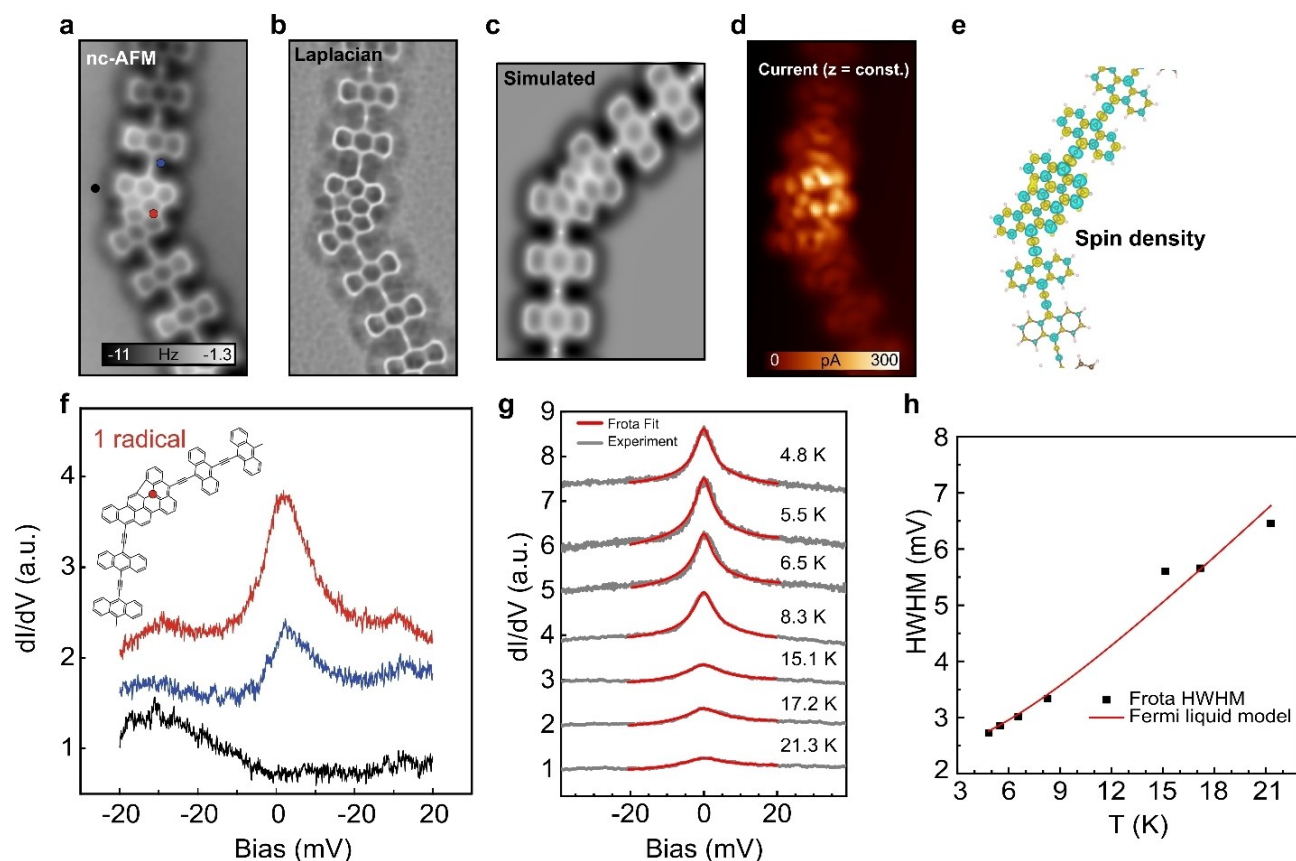 a
nc-AFM
-11 Hz -1.3
b
Laplacian
c
Simulated
d
Current (z = const.)
0 pA 300
e
Spin density
f
1 radical
4
3
2
1
dI/dV (a.u.)
-20 -20 0 20 20
Bias (mV)
g
Frota Fit
Experiment
9
8
7
6
5
4
3
2
1
dI/dV (a.u.)
4.8 K
5.5 K
6.5 K
8.3 K
15.1 K
17.2 K
21.3 K
-20 0 20
Bias (mV)
h
8
7
6
5
4
3
2
HWHM (mV)
Frota HWHM
Fermi liquid model
3 6 9 12 15 18 21
T (K)